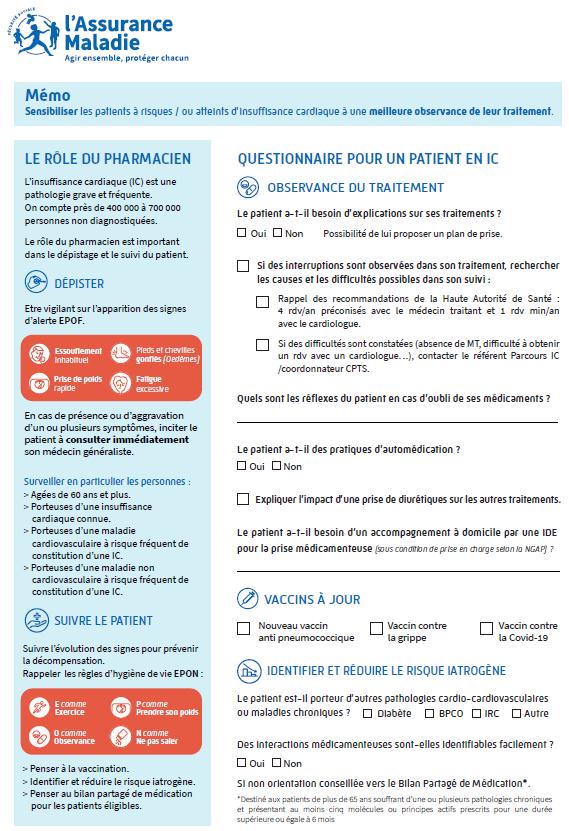 SÉCURITÉ SOCIALE
l'Assurance
Maladie
Agir ensemble, protéger chacun
Mémo
Sensibiliser les patients à risques / ou atteints d'insuffisance cardiaque à une meilleure observance de leur traitement.
LE RÔLE DU PHARMACIEN
L'insuffisance cardiaque (IC) est une
pathologie grave et fréquente.
On compte près de 400 000 à 700 000
personnes non diagnostiquées.
Le rôle du pharmacien est important
dans le dépistage et le suivi du patient.
DÉPISTER
Etre vigilant sur l'apparition des signes
d'alerte EPOF.
Essouflement
inhabituel
Pieds et chevilles
gonflés (Oedèmes)
Prise de poids
rapide
Fatigue
excessive
En cas de présence ou d'aggravation
d'un ou plusieurs symptômes, inciter le
patient à consulter immédiatement
son médecin généraliste.
Surveiller en particulier les personnes :
> Agées de 60 ans et plus.
> Porteuses d'une insuffisance
cardiaque connue.
> Porteuses d'une maladie
cardiovasculaire à risque fréquent de
constitution d'une IC.
> Porteuses d'une maladie non
cardiovasculaire à risque fréquent de
constitution d'une IC.
SUIVRE LE PATIENT
Suivre l'évolution des signes pour prévenir
la décompensation.
Rappeler les règles d'hygiène de vie EPON :
E comme
Exercice
P comme
Prendre son poids
O comme
Observance
N comme
Ne pas saler
> Penser à la vaccination.
> Identifier et réduire le risque iatrogène.
> Penser au bilan partagé de médication
pour les patients éligibles.
QUESTIONNAIRE POUR UN PATIENT EN IC
OBSERVANCE DU TRAITEMENT
Le patient a-t-il besoin d'explications sur ses traitements ?
Oui Non Possibilité de lui proposer un plan de prise.
Si des interruptions sont observées dans son traitement, rechercher
les causes et les difficultés possibles dans son suivi :
Rappel des recommandations de la Haute Autorité de Santé :
4 rdv/an préconisés avec le médecin traitant et 1 rdv min/an
avec le cardiologue.
Si des difficultés sont constatées (absence de MT, difficulté à obtenir
un rdv avec un cardiologue...), contacter le référent Parcours IC
/coordonnateur CPTS.
Quels sont les réflexes du patient en cas d'oubli de ses médicaments ?
Le patient a-t-il des pratiques d'automédication ?
Oui Non
Expliquer l'impact d'une prise de diurétiques sur les autres traitements.
Le patient a-t-il besoin d'un accompagnement à domicile par une IDE
pour la prise médicamenteuse (sous condition de prise en charge selon la NGAP) ?
VACCINS À JOUR
Nouveau vaccin
anti pneumococcique
Vaccin contre
la grippe
Vaccin contre
la Covid-19
IDENTIFIER ET RÉDUIRE LE RISQUE IATROGÈNE
Le patient est-il porteur d'autres pathologies cardio-cardiovasculaires
ou maladies chroniques ? Diabète BPCO IRC Autre
Des interactions médicamenteuses sont-elles identifiables facilement ?
Oui Non
Si non orientation conseillée vers le Bilan Partagé de Médication*.
*Destiné aux patients de plus de 65 ans souffrant d'une ou plusieurs pathologies chroniques
et présentant au moins cinq molécules ou principes actifs prescrits pour une durée
supérieure ou égale à 6 mois